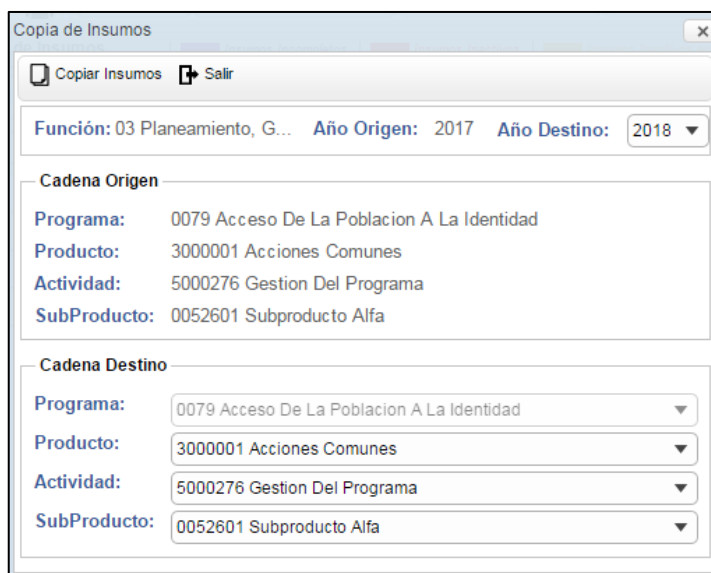 Copia de Insumos
Copiar Insumos Salir
Función: 03 Planeamiento, G... Año Origen: 2017 Año Destino: 2018
Cadena Origen
Programa: 0079 Acceso De La Poblacion A La Identidad
Producto: 3000001 Acciones Comunes
Actividad: 5000276 Gestion Del Programa
SubProducto: 0052601 Subproducto Alfa
Cadena Destino
Programa: 0079 Acceso De La Poblacion A La Identidad
Producto: 3000001 Acciones Comunes
Actividad: 5000276 Gestion Del Programa
SubProducto: 0052601 Subproducto Alfa